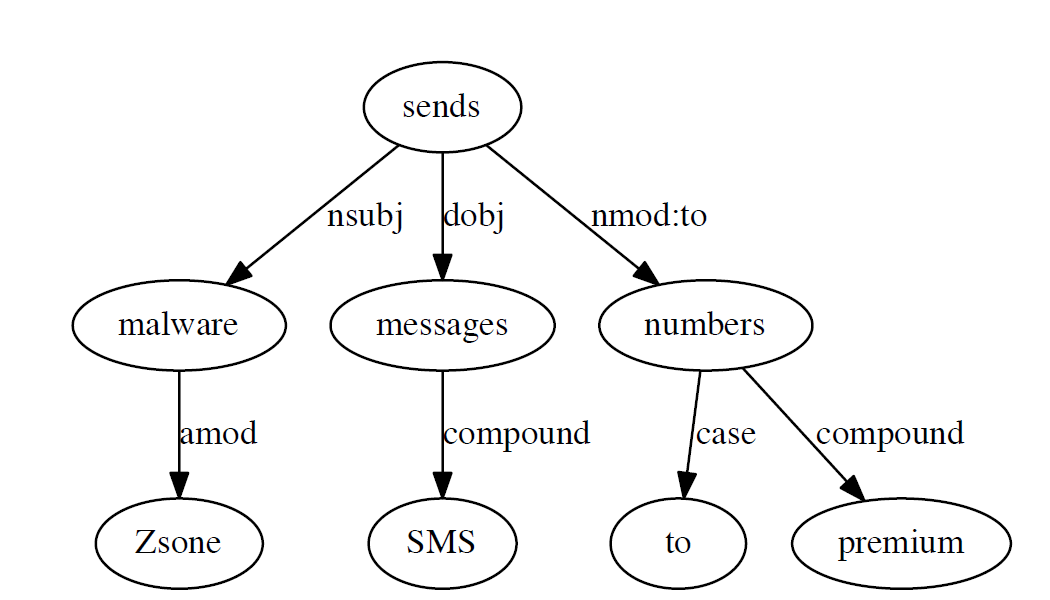 sends
nsubj dobj nmod:to
malware messages numbers
amod compound case compound
Zsone SMS to premium